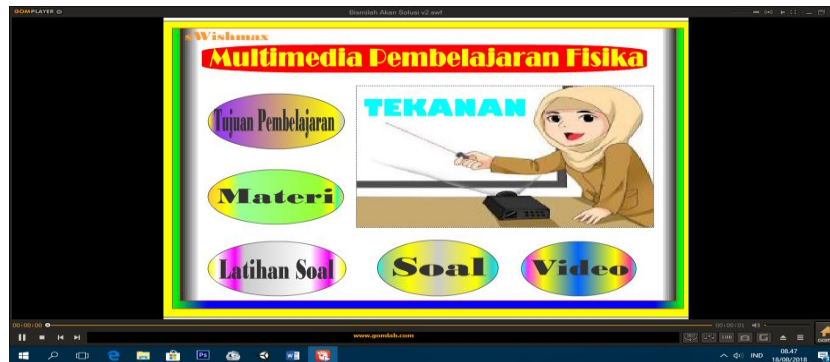 GOMPLAYER
Bismilah Akan Solusi v2.swf
sWishmax
Multimedia Pembelajaran Fisika
TEKANAN
Tujuan Pembelajaran
Materi
Latihan Soal
Soal
Video
00:00:00
00:00:01
www.gomlab.com
IND
08.47
18/08/2018